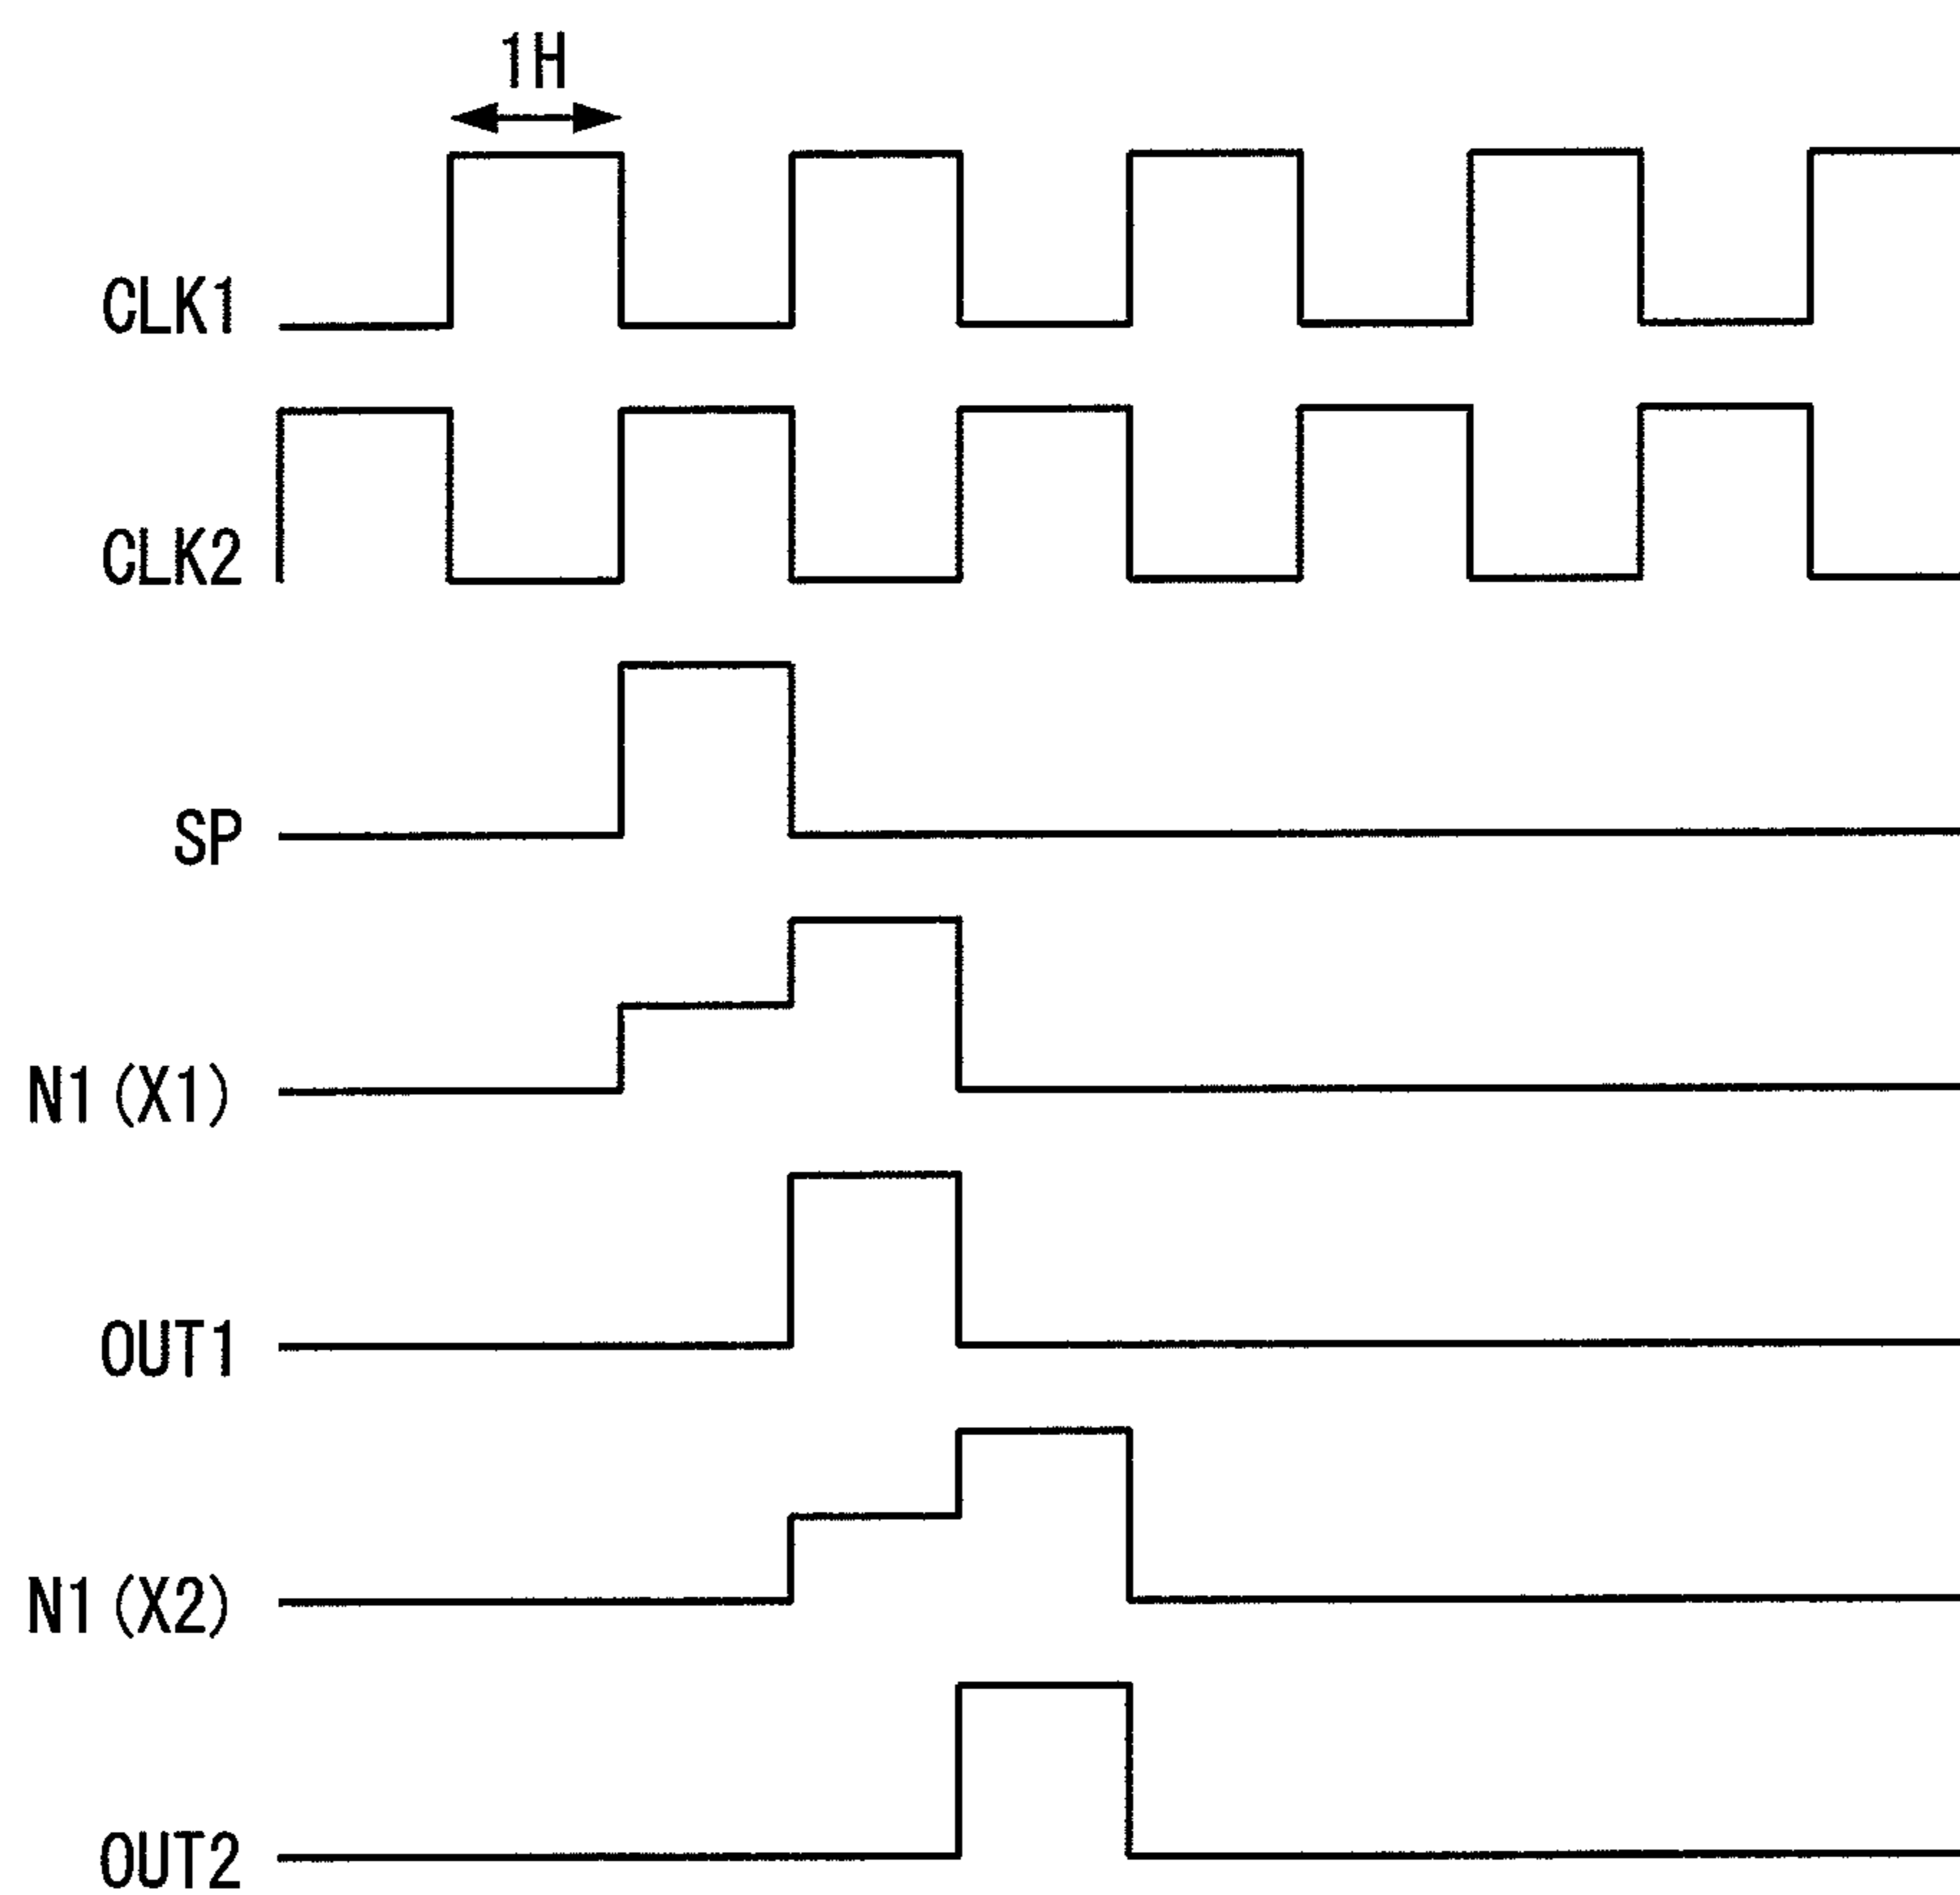 1H
CLK1
CLK2
SP
N1 (X1)
OUT1
N1 (X2)
OUT2